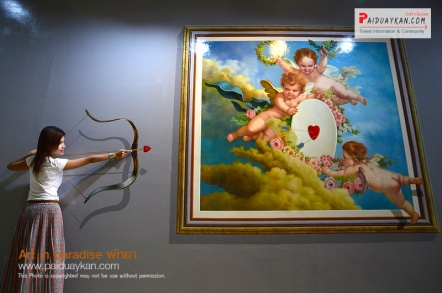 PAIDUAYKAN.COM
Travel Information & Community
Art in paradise พัทยา
www.paiduaykan.com
This Photo is copyrighted may not be use without permission.